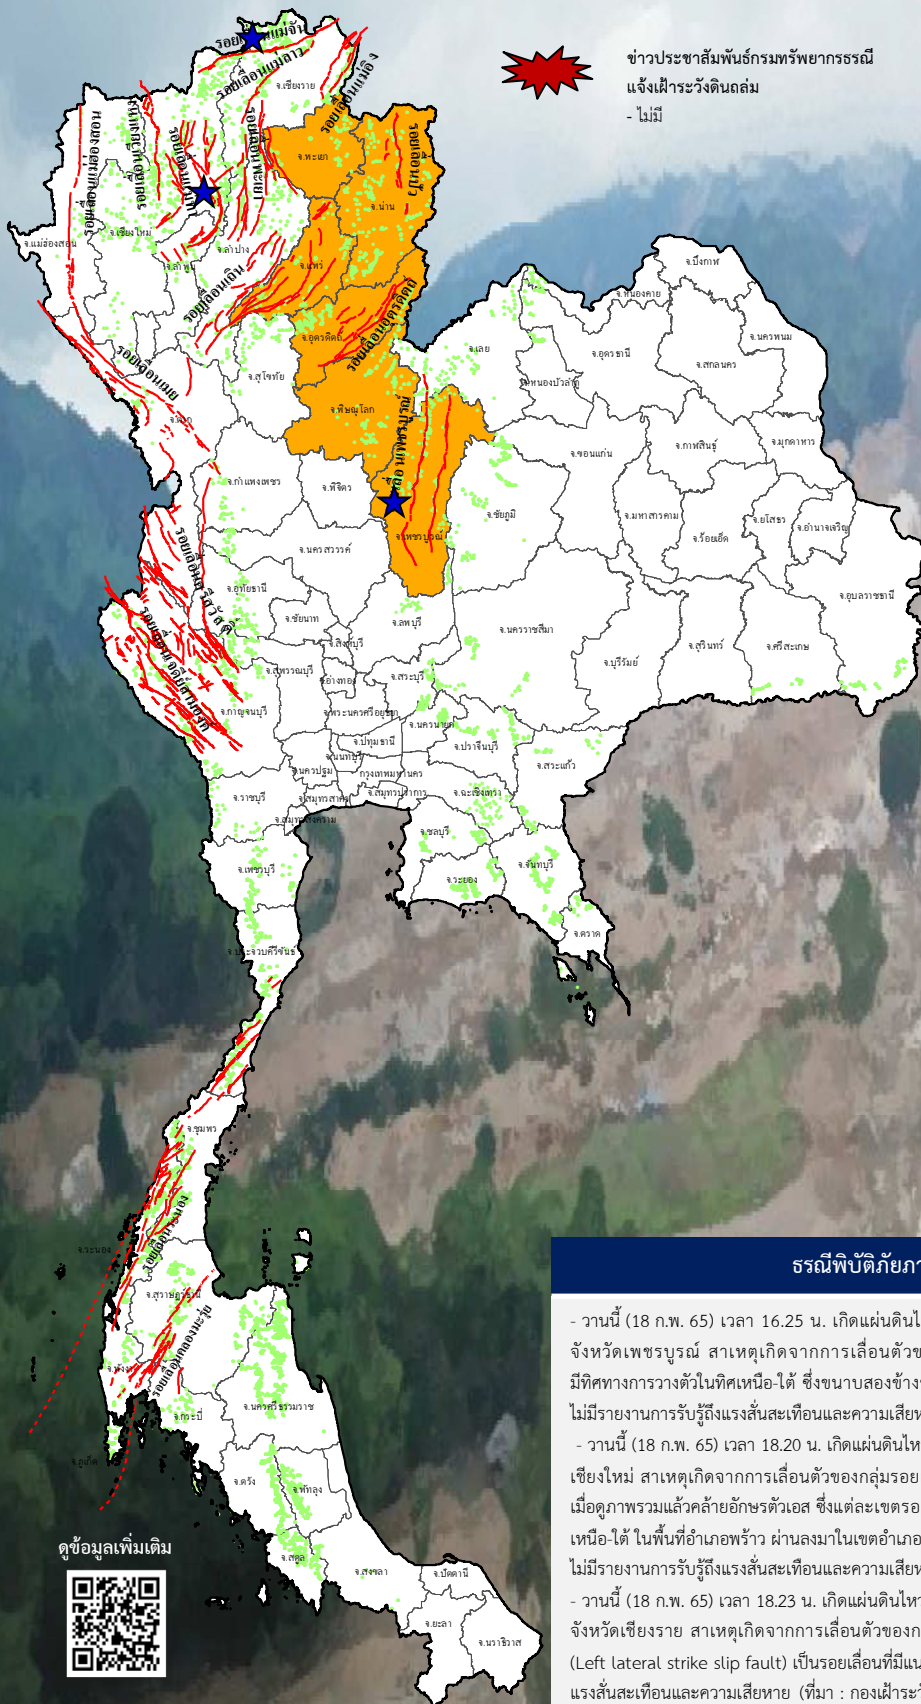 ข่าวประชาสัมพันธ์กรมทรัพยากรธรณี
แจ้งเฝ้าระวังดินถล่ม
- ไม่มี
รอยเลื่อนแม่จัน
รอยเลื่อนแม่ลาว
รอยเลื่อนแม่อิง
จ.เชียงราย
รอยเลื่อนแม่ฮ่องสอน
รอยเลื่อนแม่ทา
รอยเลื่อนพะเยา
จ.พะเยา
รอยเลื่อนปัว
จ.น่าน
จ.แม่ฮ่องสอน
จ.เชียงใหม่
จ.ลำปาง
จ.ลำพูน
จ.แพร่
รอยเลื่อนเถิน
จ.บึงกาฬ
จ.หนองคาย
จ.อุตรดิตถ์
รอยเลื่อนอุตรดิตถ์
จ.เลย
จ.อุดรธานี
จ.นครพนม
จ.สกลนคร
รอยเลื่อนเมย
จ.สุโขทัย
จ.หนองบัวลำภู
จ.ตาก
จ.พิษณุโลก
จ.ขอนแก่น
จ.กาฬสินธุ์
จ.มุกดาหาร
จ.กำแพงเพชร
จ.พิจิตร
จ.ชัยภูมิ
จ.มหาสารคาม
จ.ร้อยเอ็ด
จ.ยโสธร
จ.อำนาจเจริญ
จ.เพชรบูรณ์
จ.นครสวรรค์
รอยเลื่อนศรีสวัสดิ์
จ.อุทัยธานี
จ.อุบลราชธานี
รอยเลื่อนเจดีย์สามองค์
จ.ชัยนาท
จ.ลพบุรี
จ.นครราชสีมา
จ.บุรีรัมย์
จ.สุรินทร์
จ.ศรีสะเกษ
จ.สิงห์บุรี
จ.สุพรรณบุรี
จ.อ่างทอง
จ.สระบุรี
จ.กาญจนบุรี
จ.พระนครศรีอยุธยา
จ.นครนายก
จ.ปทุมธานี
จ.ปราจีนบุรี
จ.นนทบุรี
จ.สระแก้ว
จ.นครปฐม
กรุงเทพมหานคร
จ.ราชบุรี
จ.สมุทรสาคร
จ.สมุทรปราการ
จ.ฉะเชิงเทรา
จ.สมุทรสงคราม
จ.ชลบุรี
จ.เพชรบุรี
จ.ระยอง
จ.จันทบุรี
จ.ตราด
จ.ประจวบคีรีขันธ์
จ.ชุมพร
รอยเลื่อนระนอง
จ.ระนอง
จ.สุราษฎร์ธานี
รอยเลื่อนคลองมะรุ่ย
จ.พังงา
จ.กระบี่
จ.นครศรีธรรมราช
จ.ภูเก็ต
จ.ตรัง
จ.พัทลุง
จ.สตูล
จ.สงขลา
จ.ปัตตานี
จ.ยะลา
จ.นราธิวาส
ดูข้อมูลเพิ่มเติม
ธรณีพิบัติภัยภา
- วานนี้ (18 ก.พ. 65) เวลา 16.25 น. เกิดแผ่นดินไ
จังหวัดเพชรบูรณ์ สาเหตุเกิดจากการเลื่อนตัวข
มีทิศทางการวางตัวในทิศเหนือ-ใต้ ซึ่งขนาบสองข้าง
ไม่มีรายงานการรับรู้ถึงแรงสั่นสะเทือนและความเสียห
- วานนี้ (18 ก.พ. 65) เวลา 18.20 น. เกิดแผ่นดินไห
เชียงใหม่ สาเหตุเกิดจากการเลื่อนตัวของกลุ่มรอย
เมื่อดูภาพรวมแล้วคล้ายอักษรตัวเอส ซึ่งแต่ละเขตรอ
เหนือ-ใต้ ในพื้นที่อำเภอพร้าว ผ่านลงมาในเขตอำเภอ
ไม่มีรายงานการรับรู้ถึงแรงสั่นสะเทือนและความเสียห
- วานนี้ (18 ก.พ. 65) เวลา 18.23 น. เกิดแผ่นดินไหว
จังหวัดเชียงราย สาเหตุเกิดจากการเลื่อนตัวของก
(Left lateral strike slip fault) เป็นรอยเลื่อนที่มีแน
แรงสั่นสะเทือนและความเสียหาย (ที่มา : กองเฝ้าระ